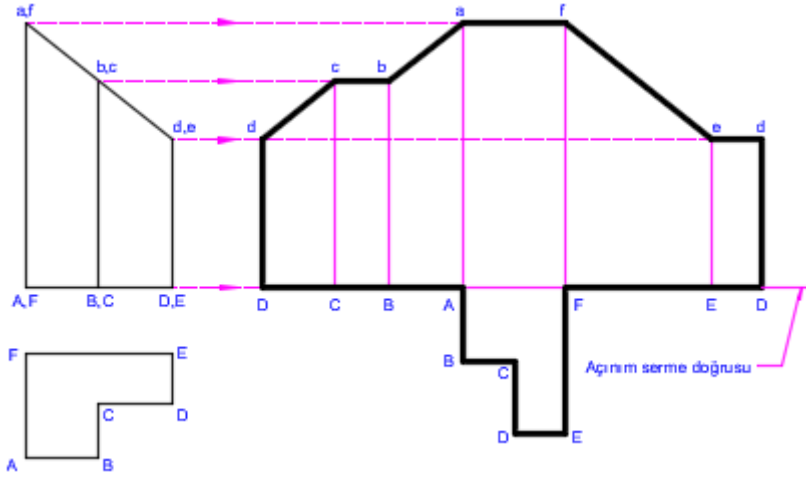 a,f
a f
b,c
c b
d,e
d
e d
A,F B,C D,E
D C B A F E D
B
C
Açınım serme doğrusu
D E
F E
C D
A B